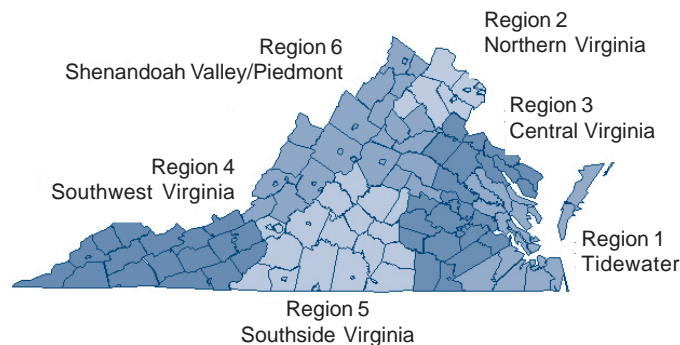 Region 2
Northern Virginia
Region 6
Shenandoah Valley/Piedmont
Region 3
Central Virginia
Region 4
Southwest Virginia
Region 1
Tidewater
Region 5
Southside Virginia